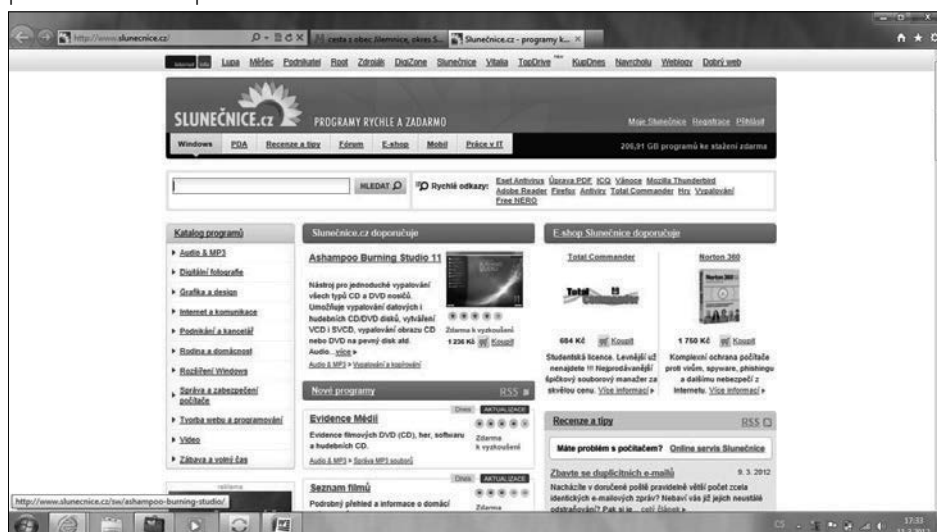 http://www.slunecnice.cz/
cesta z obec Jilemnice, okres S...
Slunečnice.cz - programy k...
Lupa Měšec Podnikatel Root Zdroják DigiZone Slunečnice Vitalia TopDrive KupDnes Navrcholu Weblogy Dobrý web
SLUNEČNICE.cz PROGRAMY RYCHLE A ZADARMO
Moje Slunečnice Registrace Přihlásit
Windows PDA Recenze a tipy Fórum E-shop Mobil Práce v IT
206,91 GB programů ke stažení zdarma
HLEDAT
Rychlé odkazy:
Eset Antivirus Úprava PDF ICQ Vánoce Mozilla Thunderbird
Adobe Reader Firefox Antiviry Total Commander Hry Vypalování
Free NERO
Katalog programů
Audio & MP3
Digitální fotografie
Grafika a design
Internet a komunikace
Podnikání a kancelář
Rodina a domácnost
Rozšíření Windows
Správa a zabezpečení
počítače
Tvorba webu a programování
Video
Zábava a volný čas
reklama
Slunečnice.cz doporučuje
Ashampoo Burning Studio 11
Nástroj pro jednoduché vypalování
všech typů CD a DVD nosičů.
Umožňuje vypalování datových i
hudebních CD/DVD disků, vytváření
VCD i SVCD, vypalování obrazu CD
nebo DVD na pevný disk atd.
Audio...více
Zdarma k vyzkoušení
1 236 Kč Koupit
Audio & MP3 Vypalování a kopírování
Nové programy RSS
Dnes AKTUALIZACE
Evidence Médií
Evidence filmových DVD (CD), her, softwaru
a hudebních CD.
Zdarma
k vyzkoušení
Audio & MP3 Správa MP3 souborů
Dnes AKTUALIZACE
Seznam filmů
Podrobný přehled a informace o domácí
Zdarma
E-shop Slunečnice doporučuje
Total Commander
Total Commander
684 Kč Koupit
Studentská licence. Levnější už
nenajdete !!! Nejprodávanější
špičkový souborový manažer za
skvělou cenu. Více informací
Norton 360
Norton 360
1 750 Kč Koupit
Komplexní ochrana počítače
proti virům, spyware, phishingu
a dalšímu nebezpečí z
Internetu. Více informací
Recenze a tipy RSS
Máte problém s počítačem? Online servis Slunečnice
Zbavte se duplicitních e-mailů 9. 3. 2012
Nacházíte v doručené poště pravidelně větší počet zcela
identických e-mailových zpráv? Nebaví vás již jejich neustálé
odstraňování? Pak si je... celý článek
http://www.slunecnice.cz/sw/ashampoo-burning-studio/
CS
17:33